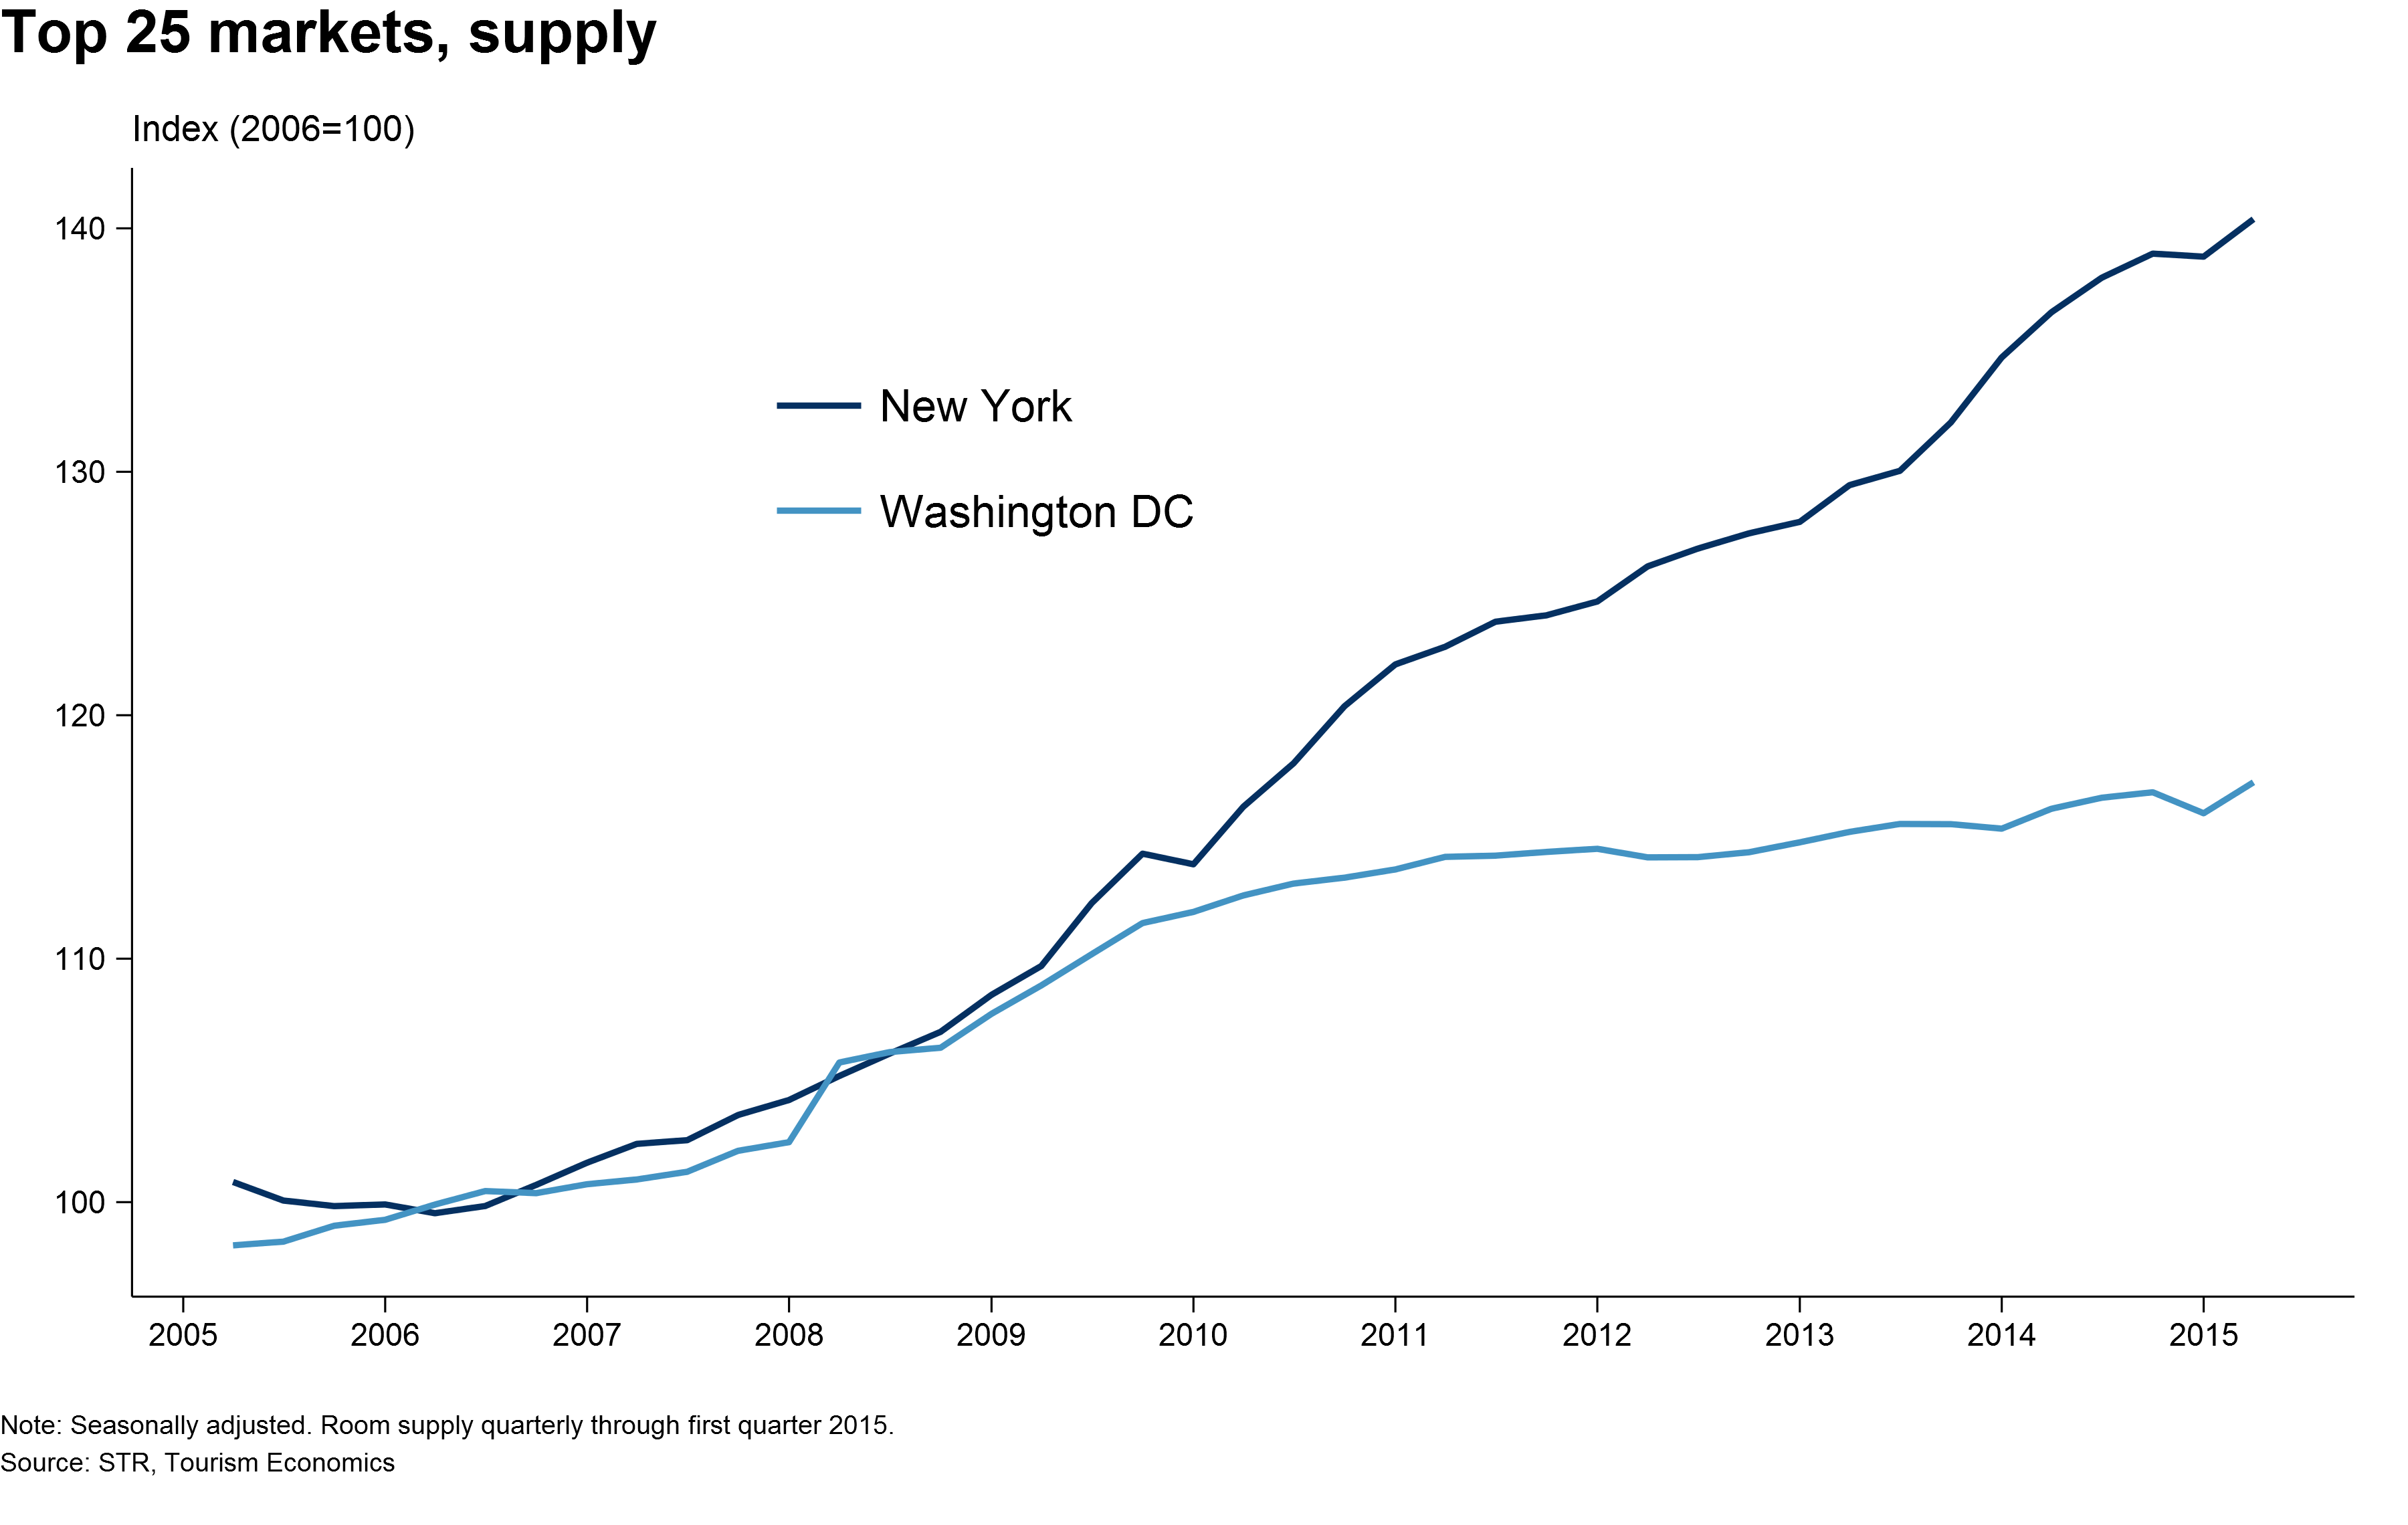 Top 25 markets, supply
Index (2006=100)
140
130
120
110
100
New York
Washington DC
2005 2006 2007 2008 2009 2010 2011 2012 2013 2014 2015
Note: Seasonally adjusted. Room supply quarterly through first quarter 2015.
Source: STR, Tourism Economics